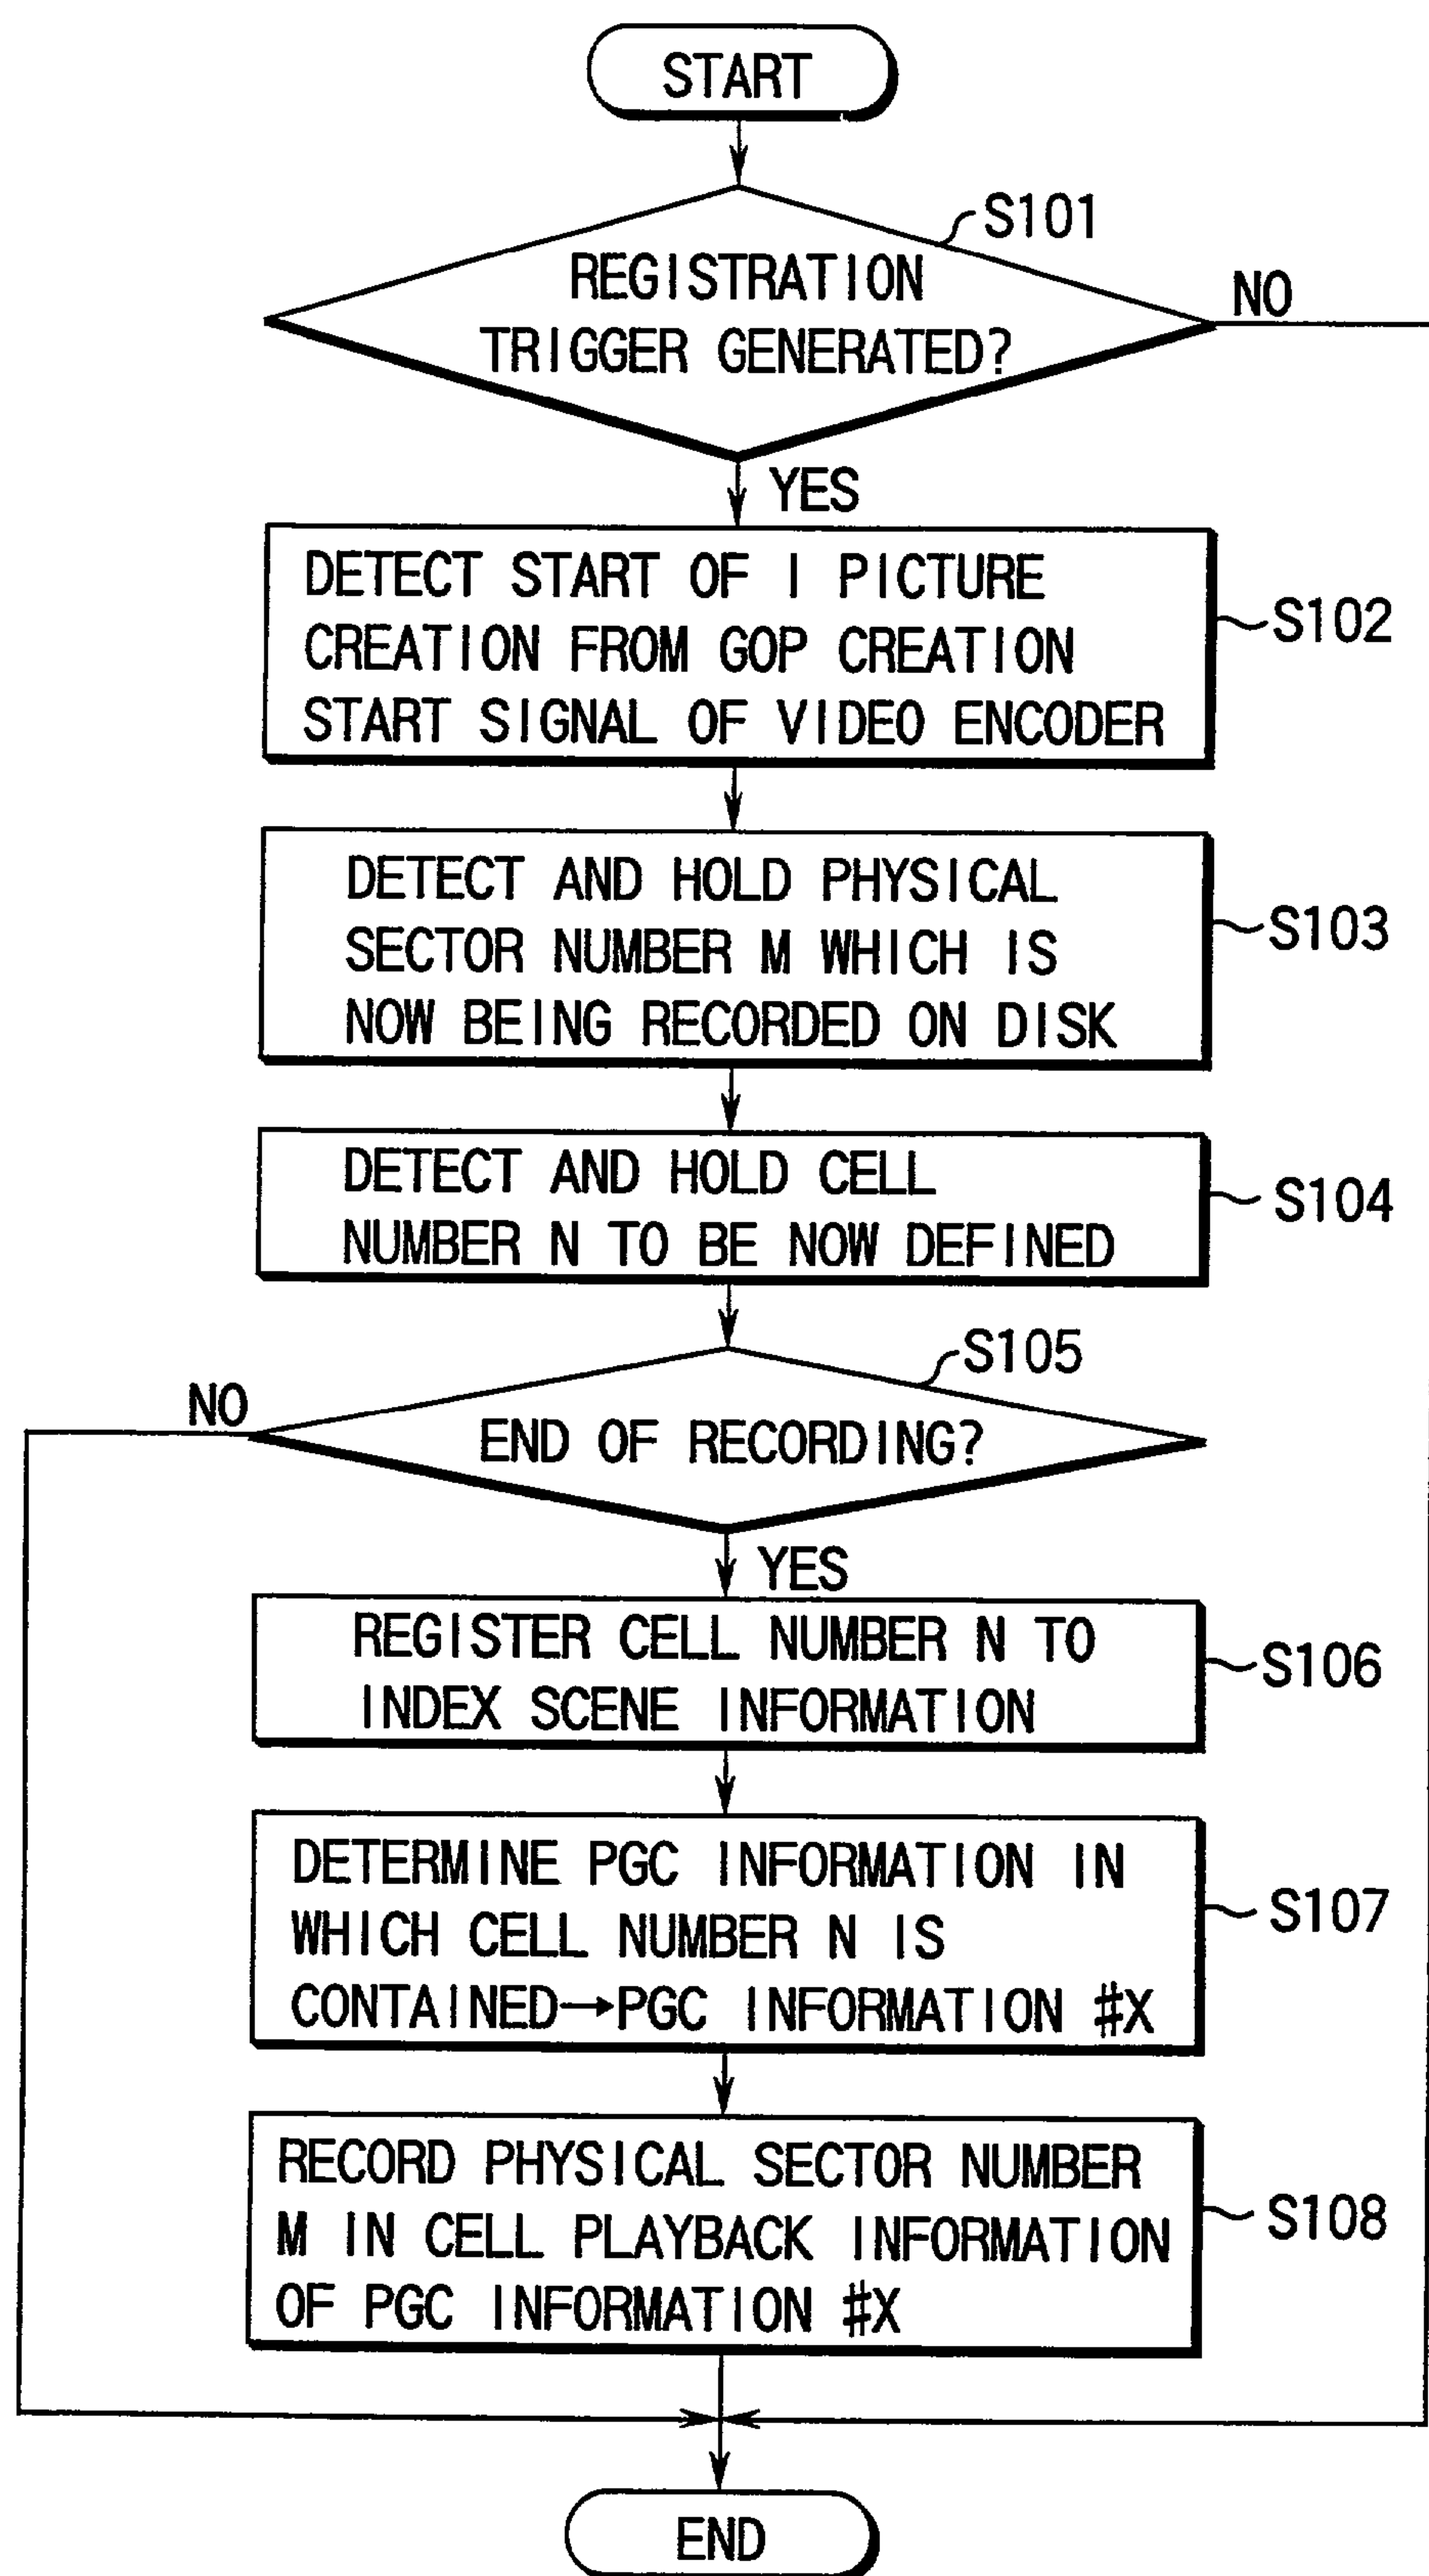 START
S101
REGISTRATION
TRIGGER GENERATED?
NO
YES
DETECT START OF I PICTURE
CREATION FROM GOP CREATION
START SIGNAL OF VIDEO ENCODER
S102
DETECT AND HOLD PHYSICAL
SECTOR NUMBER M WHICH IS
NOW BEING RECORDED ON DISK
S103
DETECT AND HOLD CELL
NUMBER N TO BE NOW DEFINED
S104
S105
NO
END OF RECORDING?
YES
REGISTER CELL NUMBER N TO
INDEX SCENE INFORMATION
S106
DETERMINE PGC INFORMATION IN
WHICH CELL NUMBER N IS
CONTAINED→PGC INFORMATION #X
S107
RECORD PHYSICAL SECTOR NUMBER
M IN CELL PLAYBACK INFORMATION
OF PGC INFORMATION #X
S108
END